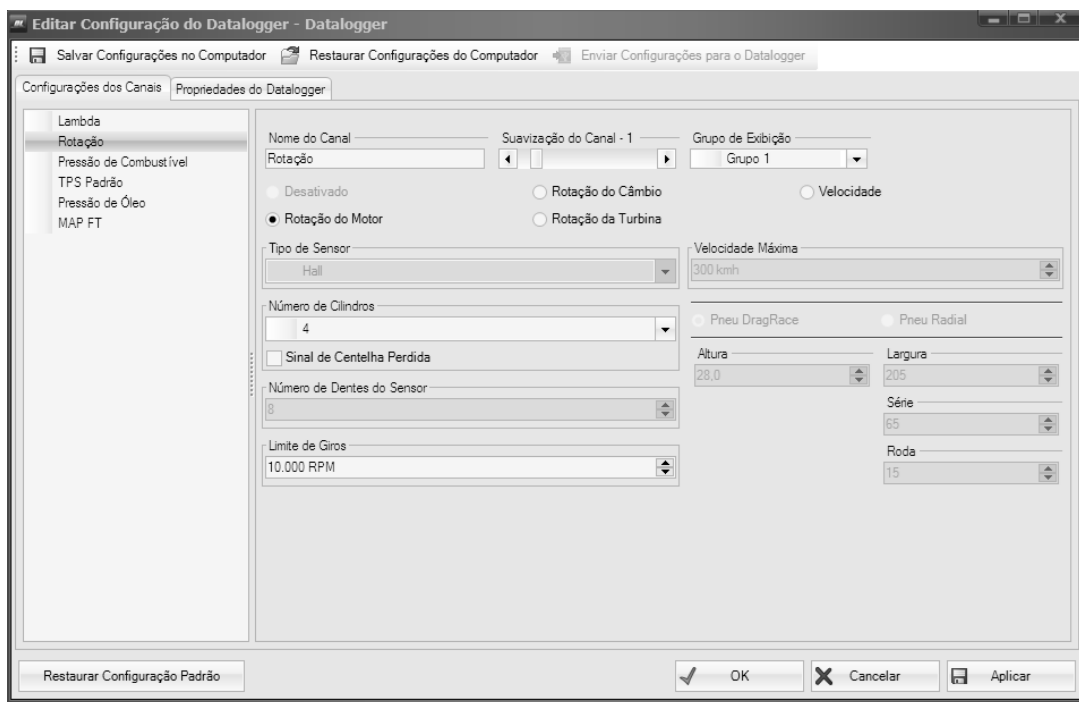 Editar Configuração do Datalogger - Datalogger
Salvar Configurações no Computador Restaurar Configurações do Computador Enviar Configurações para o Datalogger
Configurações dos Canais Propriedades do Datalogger
Lambda
Rotação
Pressão de Combustível
TPS Padrão
Pressão de Óleo
MAP FT
Nome do Canal Suavização do Canal - 1 Grupo de Exibição
Rotação Grupo 1
Desativado Rotação do Câmbio Velocidade
Rotação do Motor Rotação da Turbina
Tipo de Sensor Velocidade Máxima
Hall 300 kmh
Número de Cilindros
4 Pneu DragRace Pneu Radial
Sinal de Centelha Perdida
Altura Largura
28,0 205
Número de Dentes do Sensor
8
Série
65
Limite de Giros
10.000 RPM
Roda
15
Restaurar Configuração Padrão OK Cancelar Aplicar